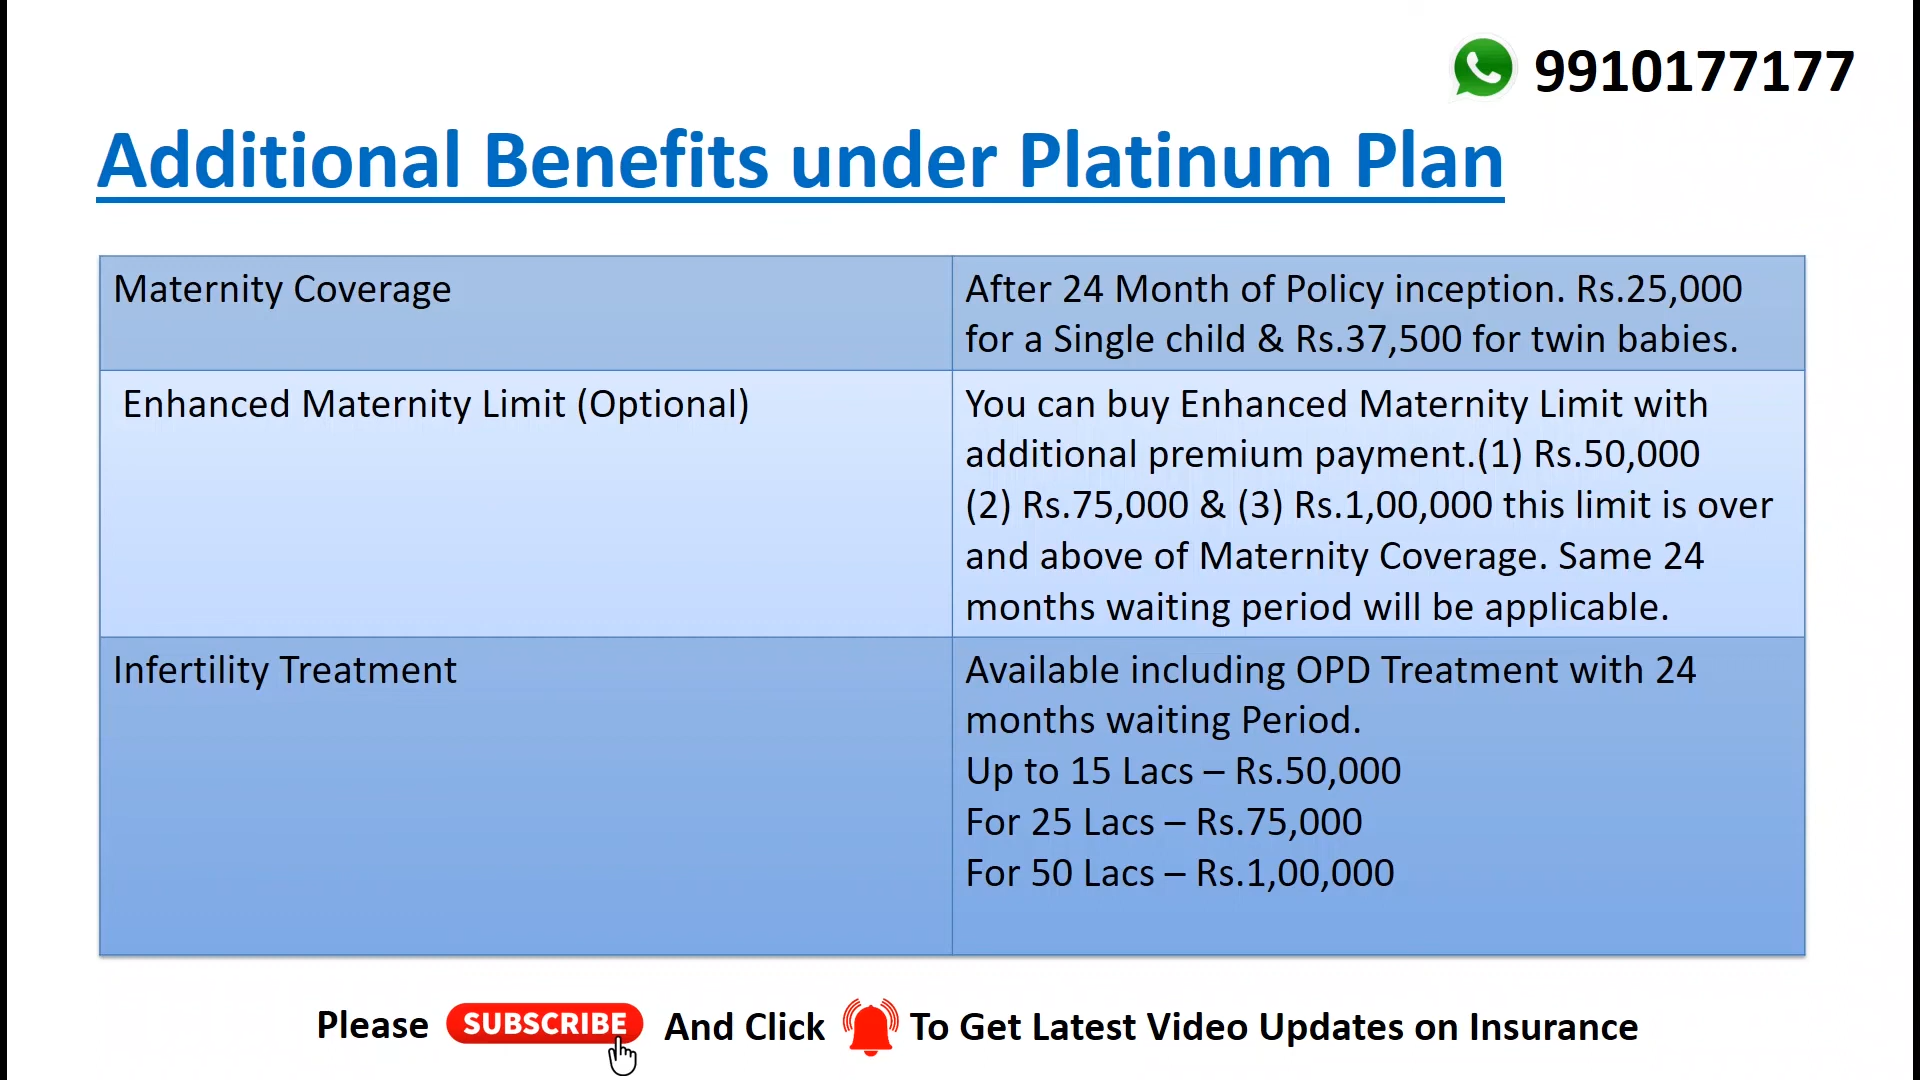 9910177177
Additional Benefits under Platinum Plan
Maternity Coverage
After 24 Month of Policy inception. Rs.25,000
for a Single child & Rs.37,500 for twin babies.
Enhanced Maternity Limit (Optional)
You can buy Enhanced Maternity Limit with
additional premium payment.(1) Rs.50,000
(2) Rs.75,000 & (3) Rs.1,00,000 this limit is over
and above of Maternity Coverage. Same 24
months waiting period will be applicable.
Infertility Treatment
Available including OPD Treatment with 24
months waiting Period.
Up to 15 Lacs – Rs.50,000
For 25 Lacs – Rs.75,000
For 50 Lacs – Rs.1,00,000
Please SUBSCRIBE And Click To Get Latest Video Updates on Insurance